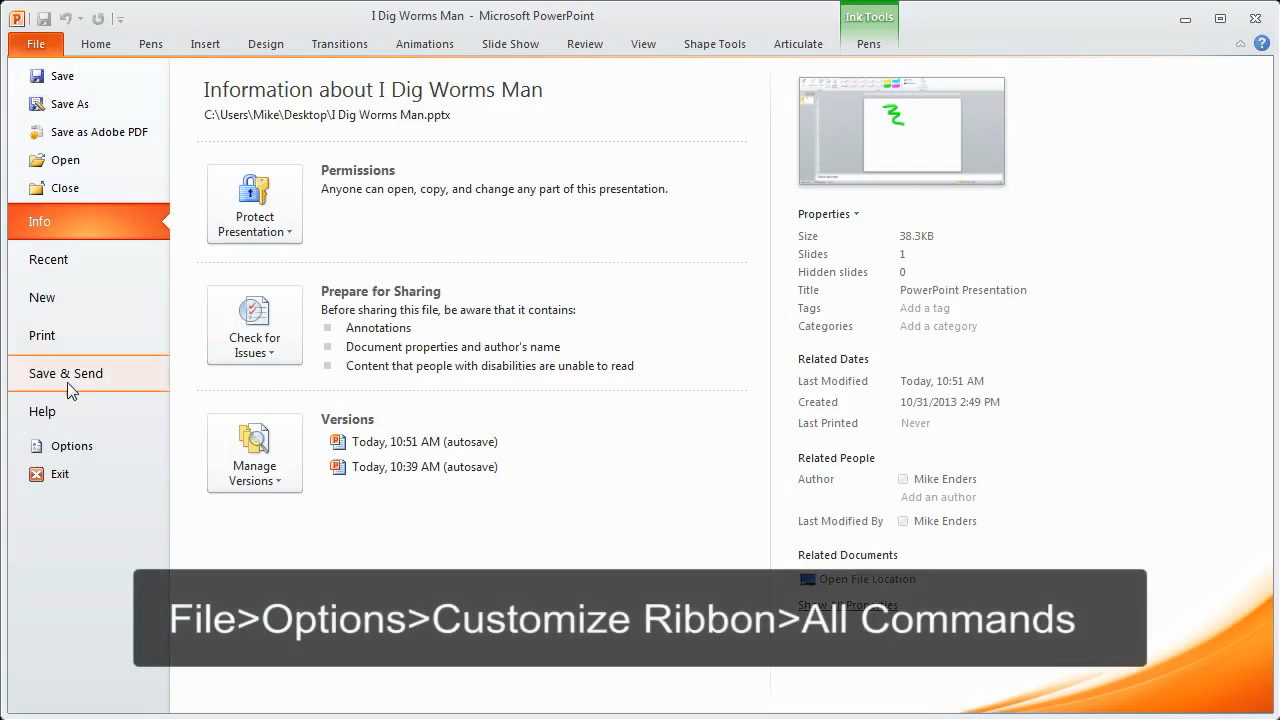 I Dig Worms Man - Microsoft PowerPoint
Ink Tools
File Home Pens Insert Design Transitions Animations Slide Show Review View Shape Tools Articulate Pens
Save
Save As
Save as Adobe PDF
Open
Close
Info
Recent
New
Print
Save & Send
Help
Options
Exit
Information about I Dig Worms Man
C:\Users\Mike\Desktop\I Dig Worms Man.pptx
Protect
Presentation
Permissions
Anyone can open, copy, and change any part of this presentation.
Check for
Issues
Prepare for Sharing
Before sharing this file, be aware that it contains:
Annotations
Document properties and author's name
Content that people with disabilities are unable to read
Manage
Versions
Versions
Today, 10:51 AM (autosave)
Today, 10:39 AM (autosave)
Properties
Size 38.3KB
Slides 1
Hidden slides 0
Title PowerPoint Presentation
Tags Add a tag
Categories Add a category
Related Dates
Last Modified Today, 10:51 AM
Created 10/31/2013 2:49 PM
Last Printed Never
Related People
Author Mike Enders
Add an author
Last Modified By Mike Enders
Related Documents
Open File Location
Show All Properties
File>Options>Customize Ribbon>All Commands